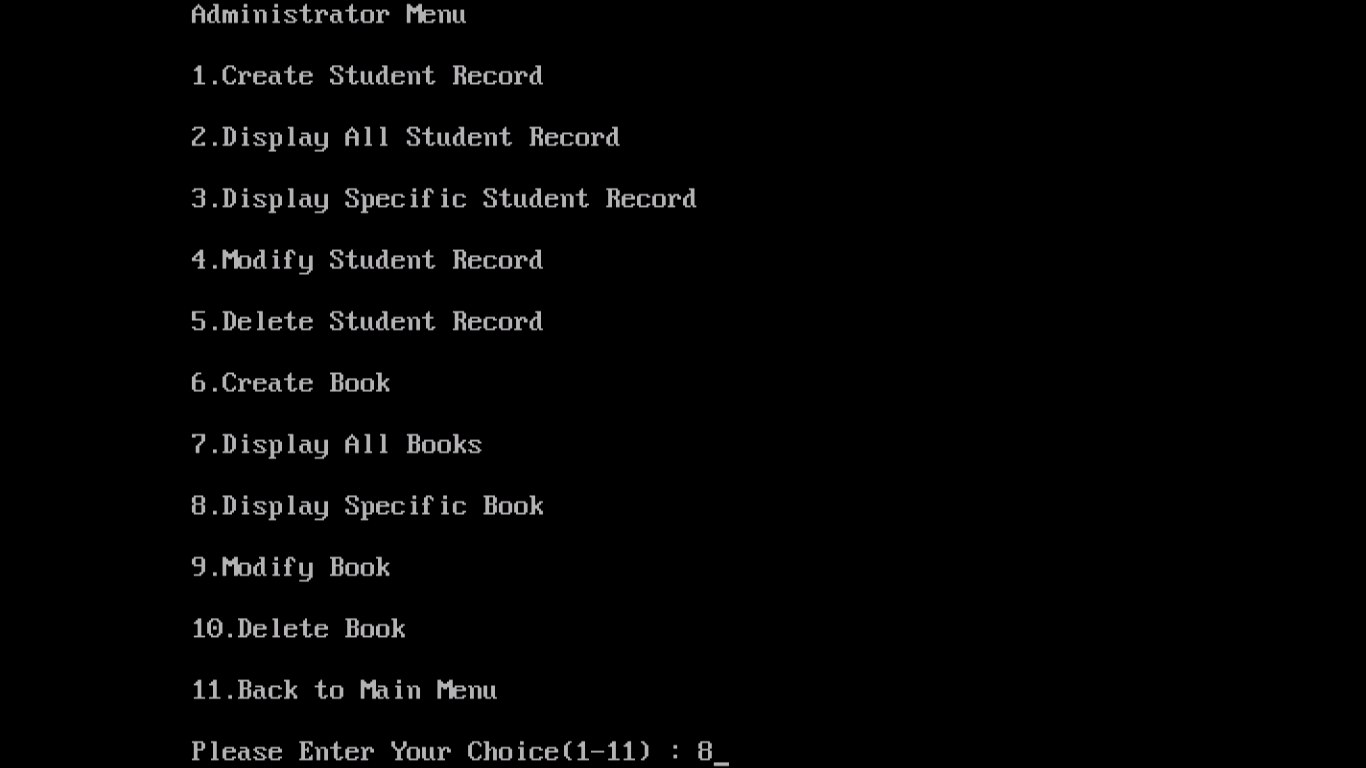 Administrator Menu
1.Create Student Record
2.Display All Student Record
3.Display Specific Student Record
4.Modify Student Record
5.Delete Student Record
6.Create Book
7.Display All Books
8.Display Specific Book
9.Modify Book
10.Delete Book
11.Back to Main Menu
Please Enter Your Choice(1-11) : 8_